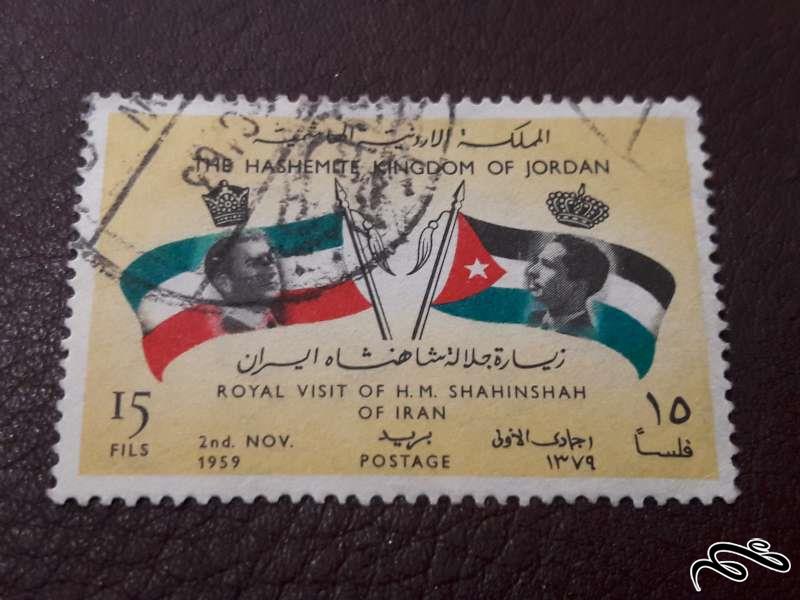 المملكة الاردنية الهاشمية
THE HASHEMITE KINGDOM OF JORDAN
زيارة جلالة شاهنشاه ايران
ROYAL VISIT OF H.M. SHAHINSHAH
OF IRAN
15
FILS
2nd. NOV.
1959
بريد
POSTAGE
١جمادى الاولى
١٣٧٩
١٥
فلساً